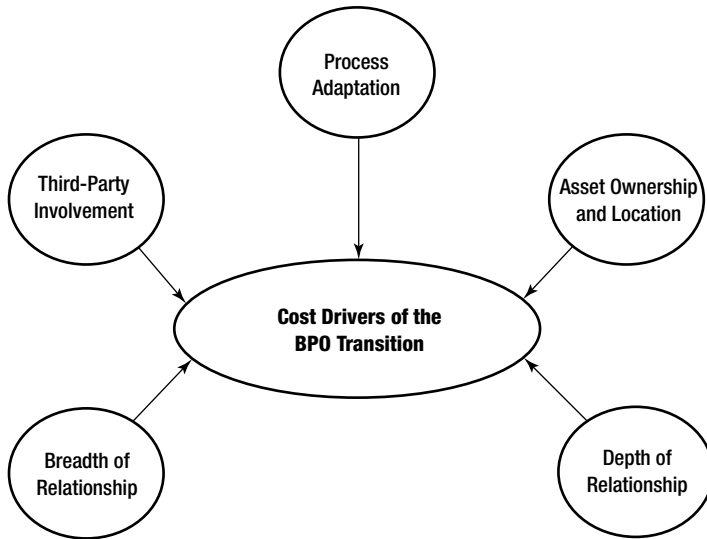 Process
Adaptation
Third-Party
Involvement
Asset Ownership
and Location
Cost Drivers of the
BPO Transition
Breadth of
Relationship
Depth of
Relationship